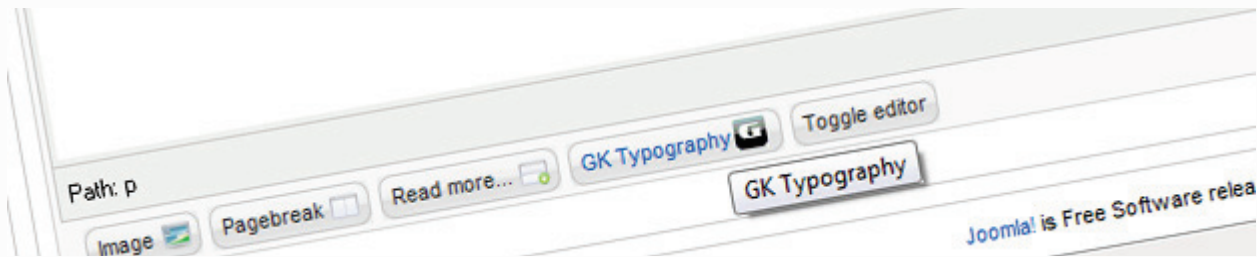 Path: p
Image
Pagebreak
Read more...
GK Typography
Toggle editor
GK Typography
Joomla! is Free Software relea